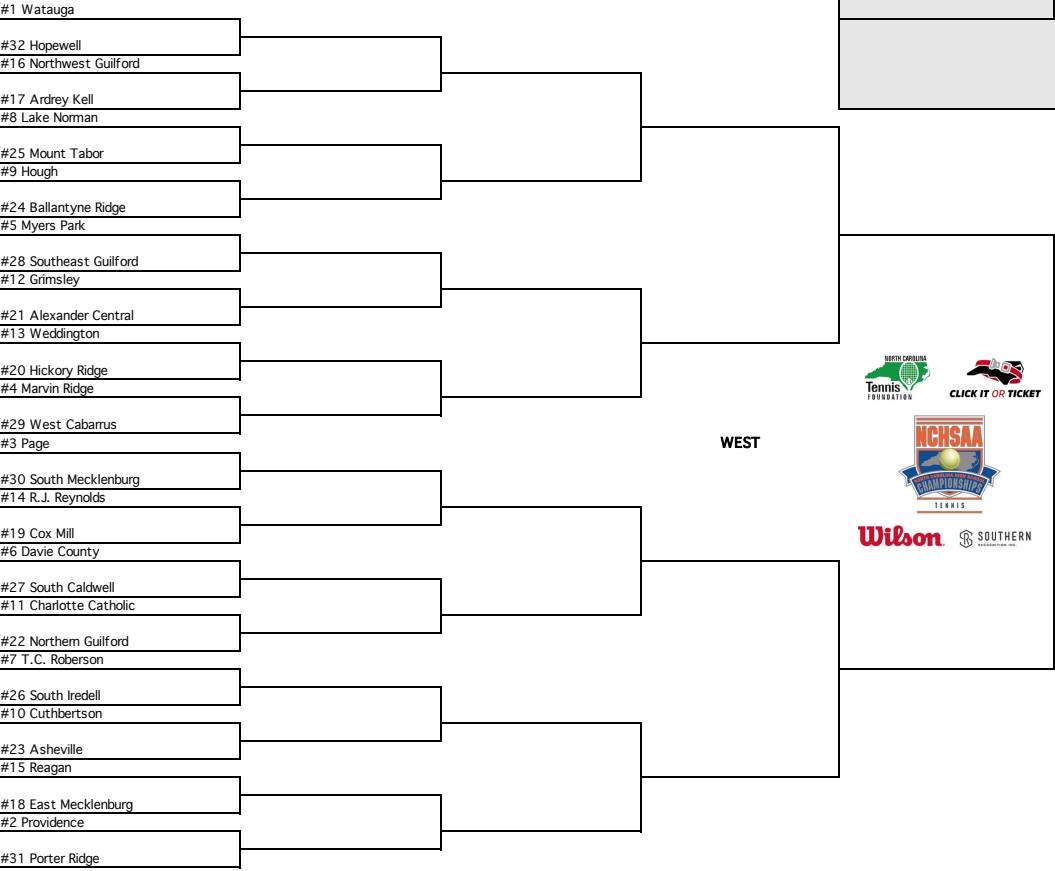 #1 Watauga
#32 Hopewell
#16 Northwest Guilford
#17 Ardrey Kell
#8 Lake Norman
#25 Mount Tabor
#9 Hough
#24 Ballantyne Ridge
#5 Myers Park
#28 Southeast Guilford
#12 Grimsley
#21 Alexander Central
#13 Weddington
#20 Hickory Ridge
#4 Marvin Ridge
#29 West Cabarrus
#3 Page
#30 South Mecklenburg
#14 R.J. Reynolds
#19 Cox Mill
#6 Davie County
#27 South Caldwell
#11 Charlotte Catholic
#22 Northern Guilford
#7 T.C. Roberson
#26 South Iredell
#10 Cuthbertson
#23 Asheville
#15 Reagan
#18 East Mecklenburg
#2 Providence
#31 Porter Ridge
WEST
NORTH CAROLINA
Tennis
FOUNDATION
CLICK IT OR TICKET
NCHSAA
CHAMPIONSHIPS
TENNIS
Wilson
SOUTHERN